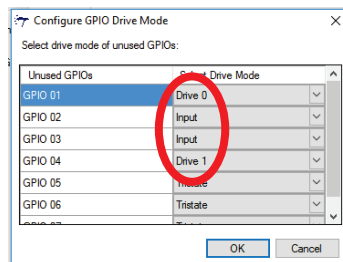 Configure GPIO Drive Mode
Select drive mode of unused GPIOs:
Unused GPIOs Select Drive Mode
GPIO 01 Drive 0
GPIO 02 Input
GPIO 03 Input
GPIO 04 Drive 1
GPIO 05 Tristate
GPIO 06 Tristate
OK Cancel